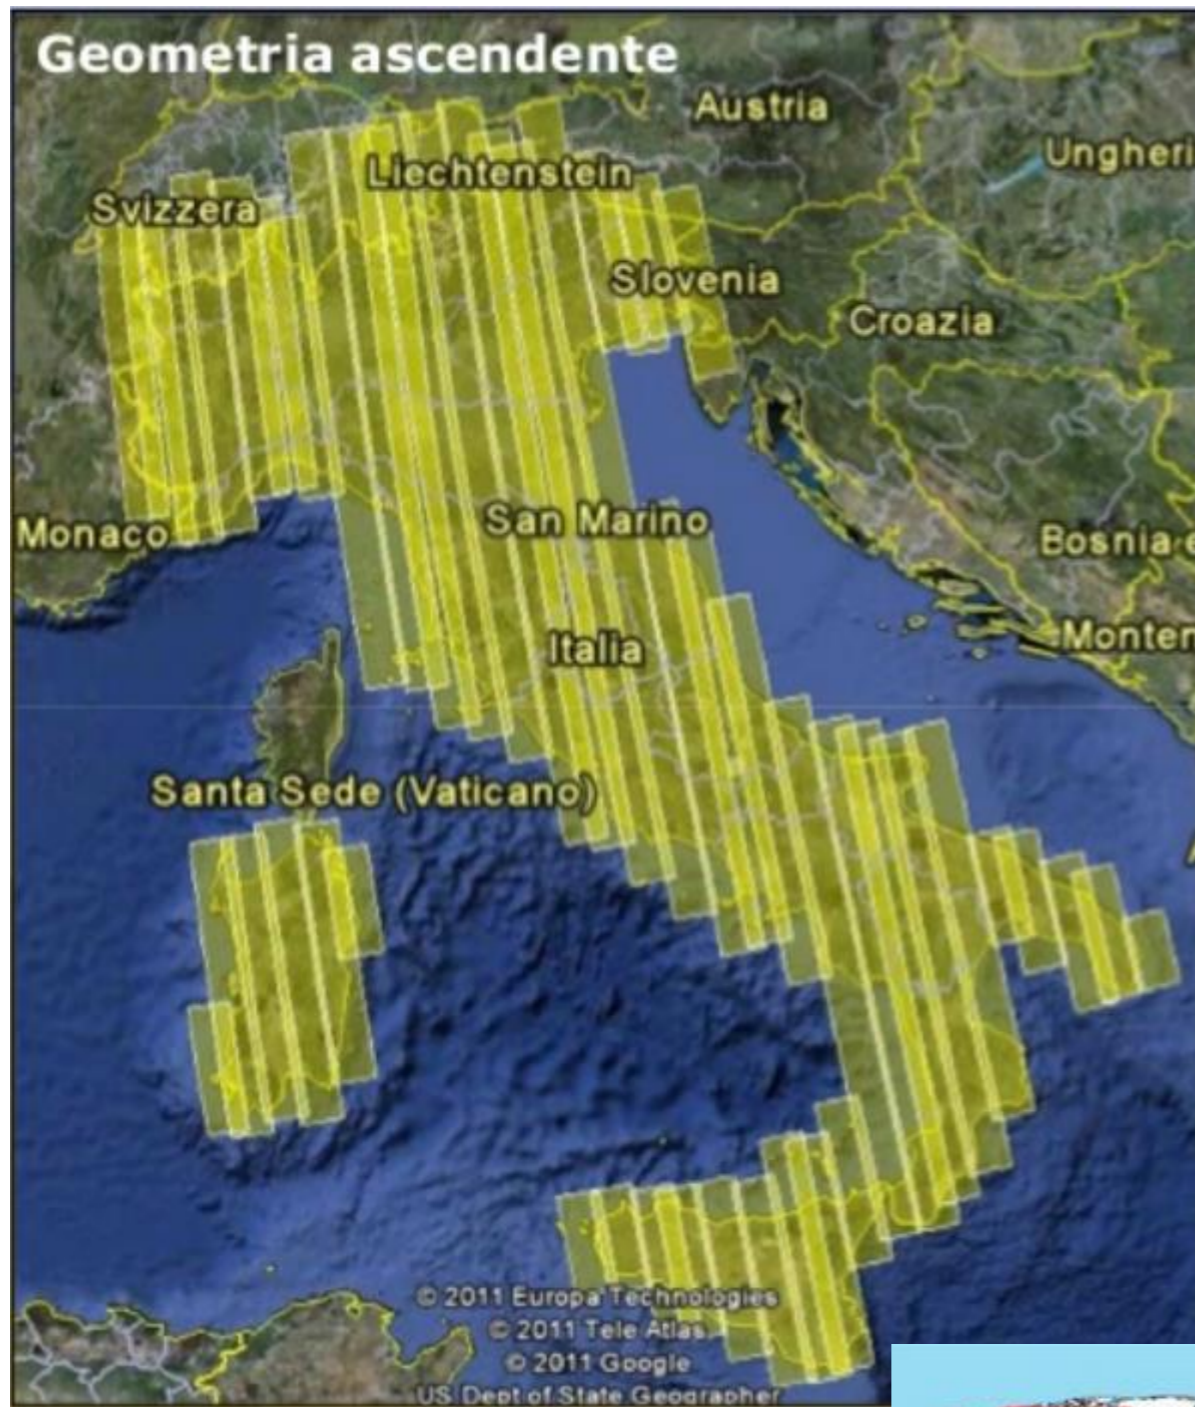 Geometria ascendente
Austria
Ungheri
Liechtenstein
Svizzera
Slovenia
Croazia
San Marino
Monaco
Bosnia e
Monten
Italia
Santa Sede (Vaticano)
© 2011 Europa Technologies
© 2011 Tele Atlas
© 2011 Google
US Dept of State Geographer